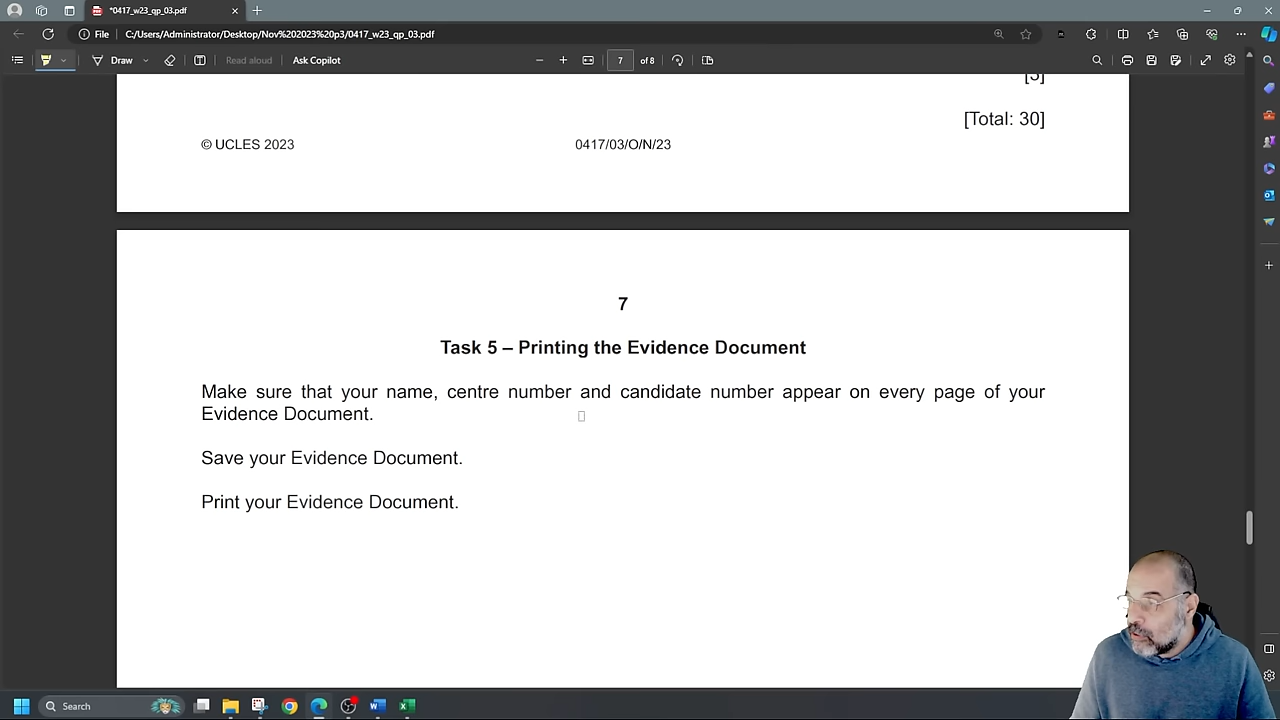 *0417_w23_qp_03.pdf
File C:/Users/Administrator/Desktop/Nov%202023%20p3/0417_w23_qp_03.pdf
Draw Read aloud Ask Copilot 7 of 8
[5]
[Total: 30]
© UCLES 2023 0417/03/O/N/23
7
Task 5 – Printing the Evidence Document
Make sure that your name, centre number and candidate number appear on every page of your
Evidence Document.
Save your Evidence Document.
Print your Evidence Document.
Search